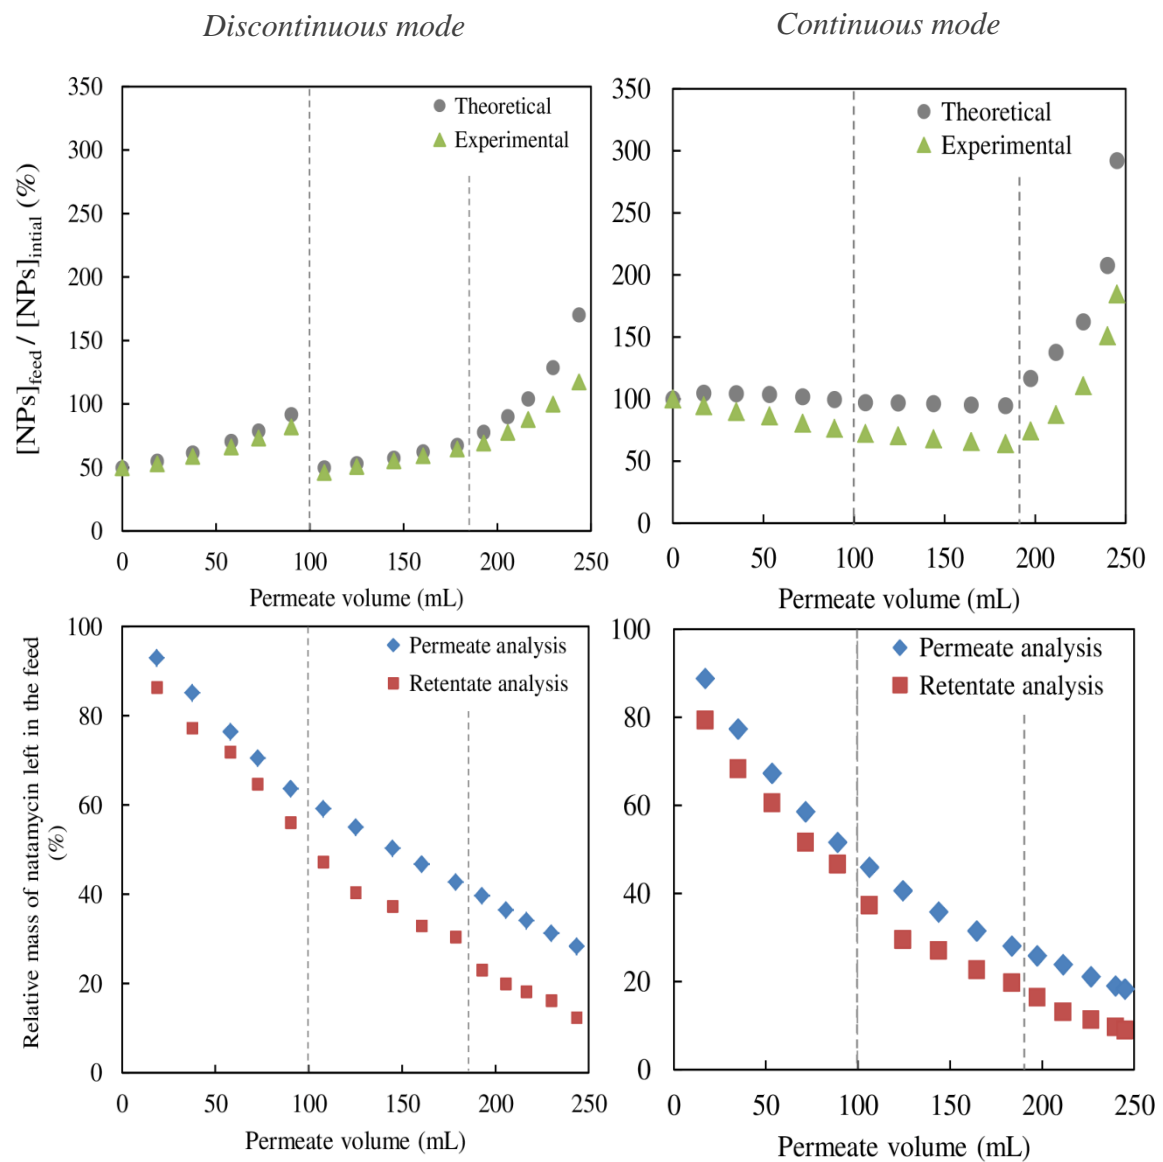 Discontinuous mode
Continuous mode
[NPs]feed / [NPs]intial (%)
350
300
250
200
150
100
50
0
0 50 100 150 200 250
Permeate volume (mL)
Theoretical
Experimental
350
300
250
200
150
100
50
0
0 50 100 150 200 250
Permeate volume (mL)
Theoretical
Experimental
Relative mass of natamycin left in the feed
(%)
100
80
60
40
20
0
0 50 100 150 200 250
Permeate volume (mL)
Permeate analysis
Retentate analysis
100
80
60
40
20
0
0 50 100 150 200 250
Permeate volume (mL)
Permeate analysis
Retentate analysis